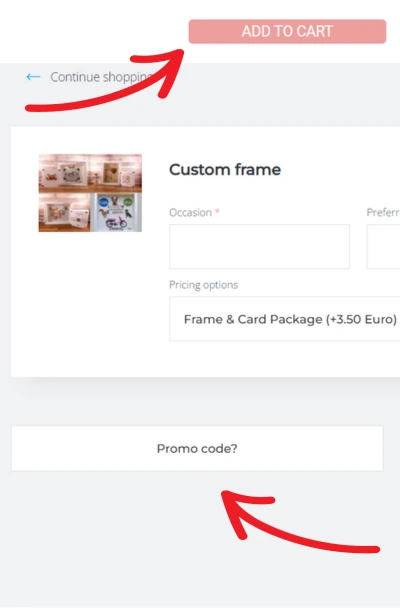 ADD TO CART
← Continue shopping
Custom frame
Occasion *
Preferr
Pricing options
Frame & Card Package (+3.50 Euro)
Promo code?